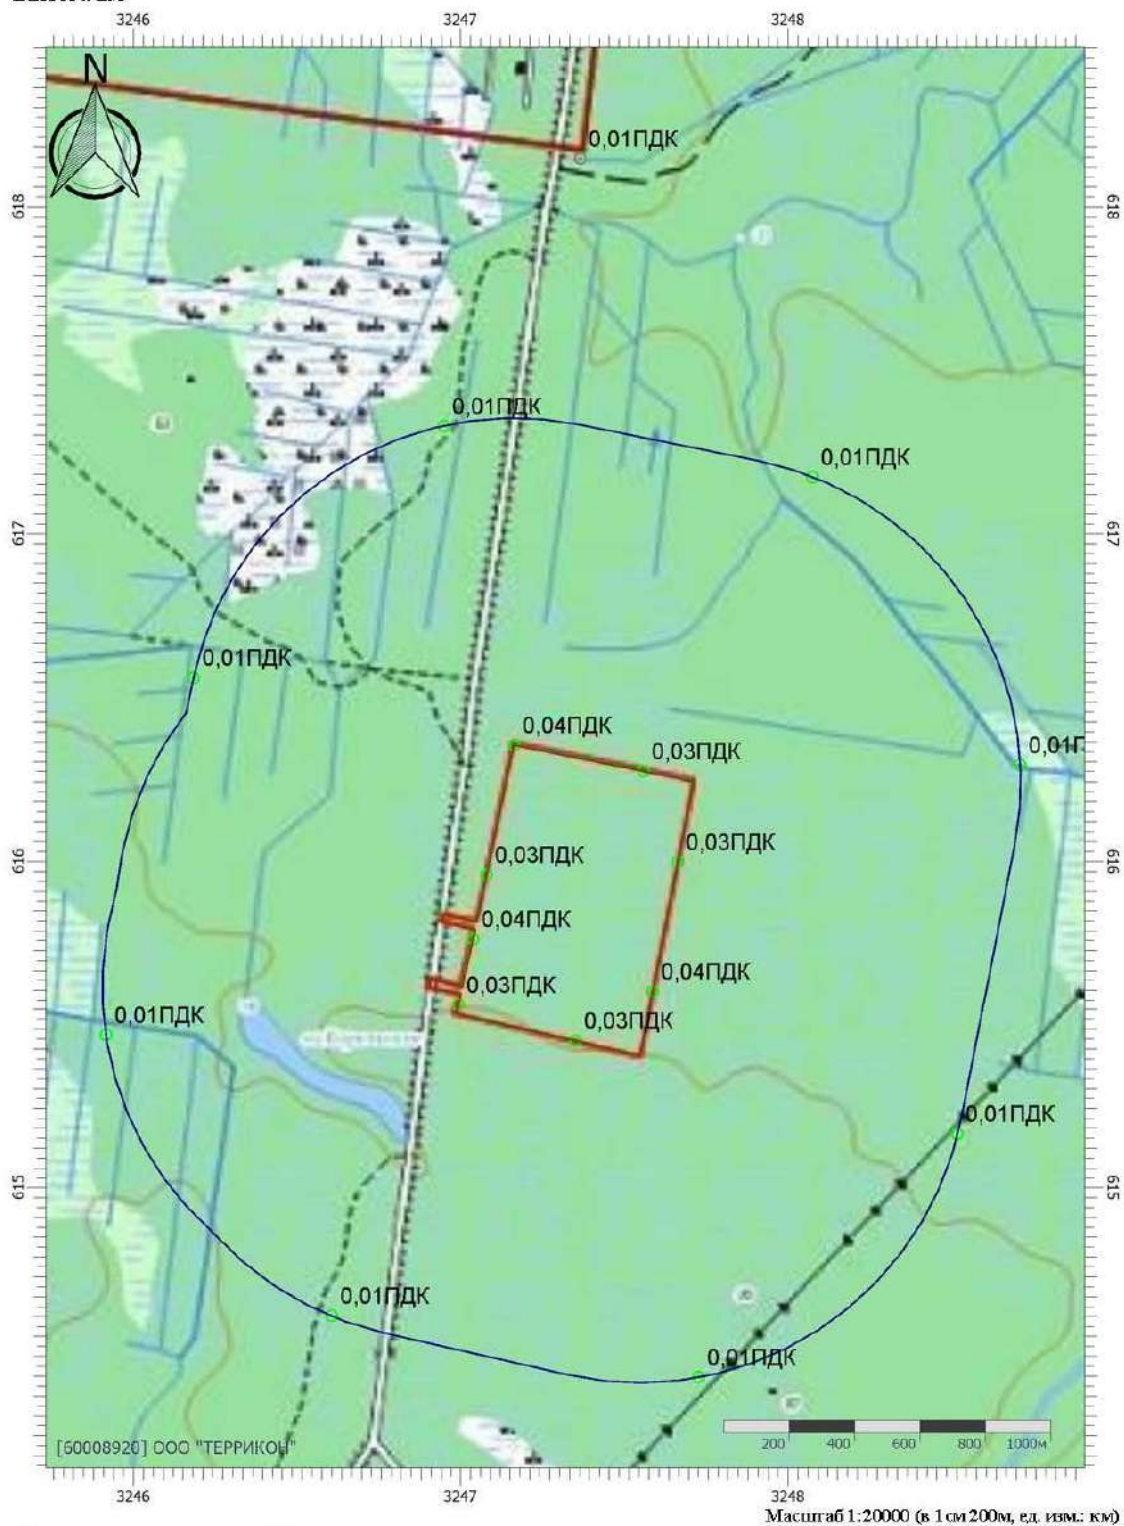 3246 3247 3248
N
0,01ПДК
618 618
0,01ПДК
0,01ПДК
617 617
0,01ПДК
0,04ПДК
0,03ПДК
0,01П
0,03ПДК
0,03ПДК
616 616
0,04ПДК
0,04ПДК
0,03ПДК
0,01ПДК
0,03ПДК
0,01ПДК
615 615
0,01ПДК
0,01ПДК
[60008920] ООО "ТЕРРИКОН"
200 400 600 800 1000м
3246 3247 3248
Масштаб 1:20000 (в 1 см 200м, ед. изм.: км)